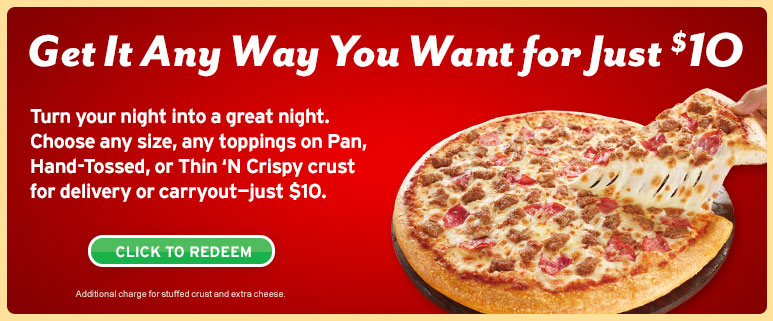 Get It Any Way You Want for Just $10
Turn your night into a great night.
Choose any size, any toppings on Pan,
Hand-Tossed, or Thin ‘N Crispy crust
for delivery or carryout—just $10.
CLICK TO REDEEM
Additional charge for stuffed crust and extra cheese.